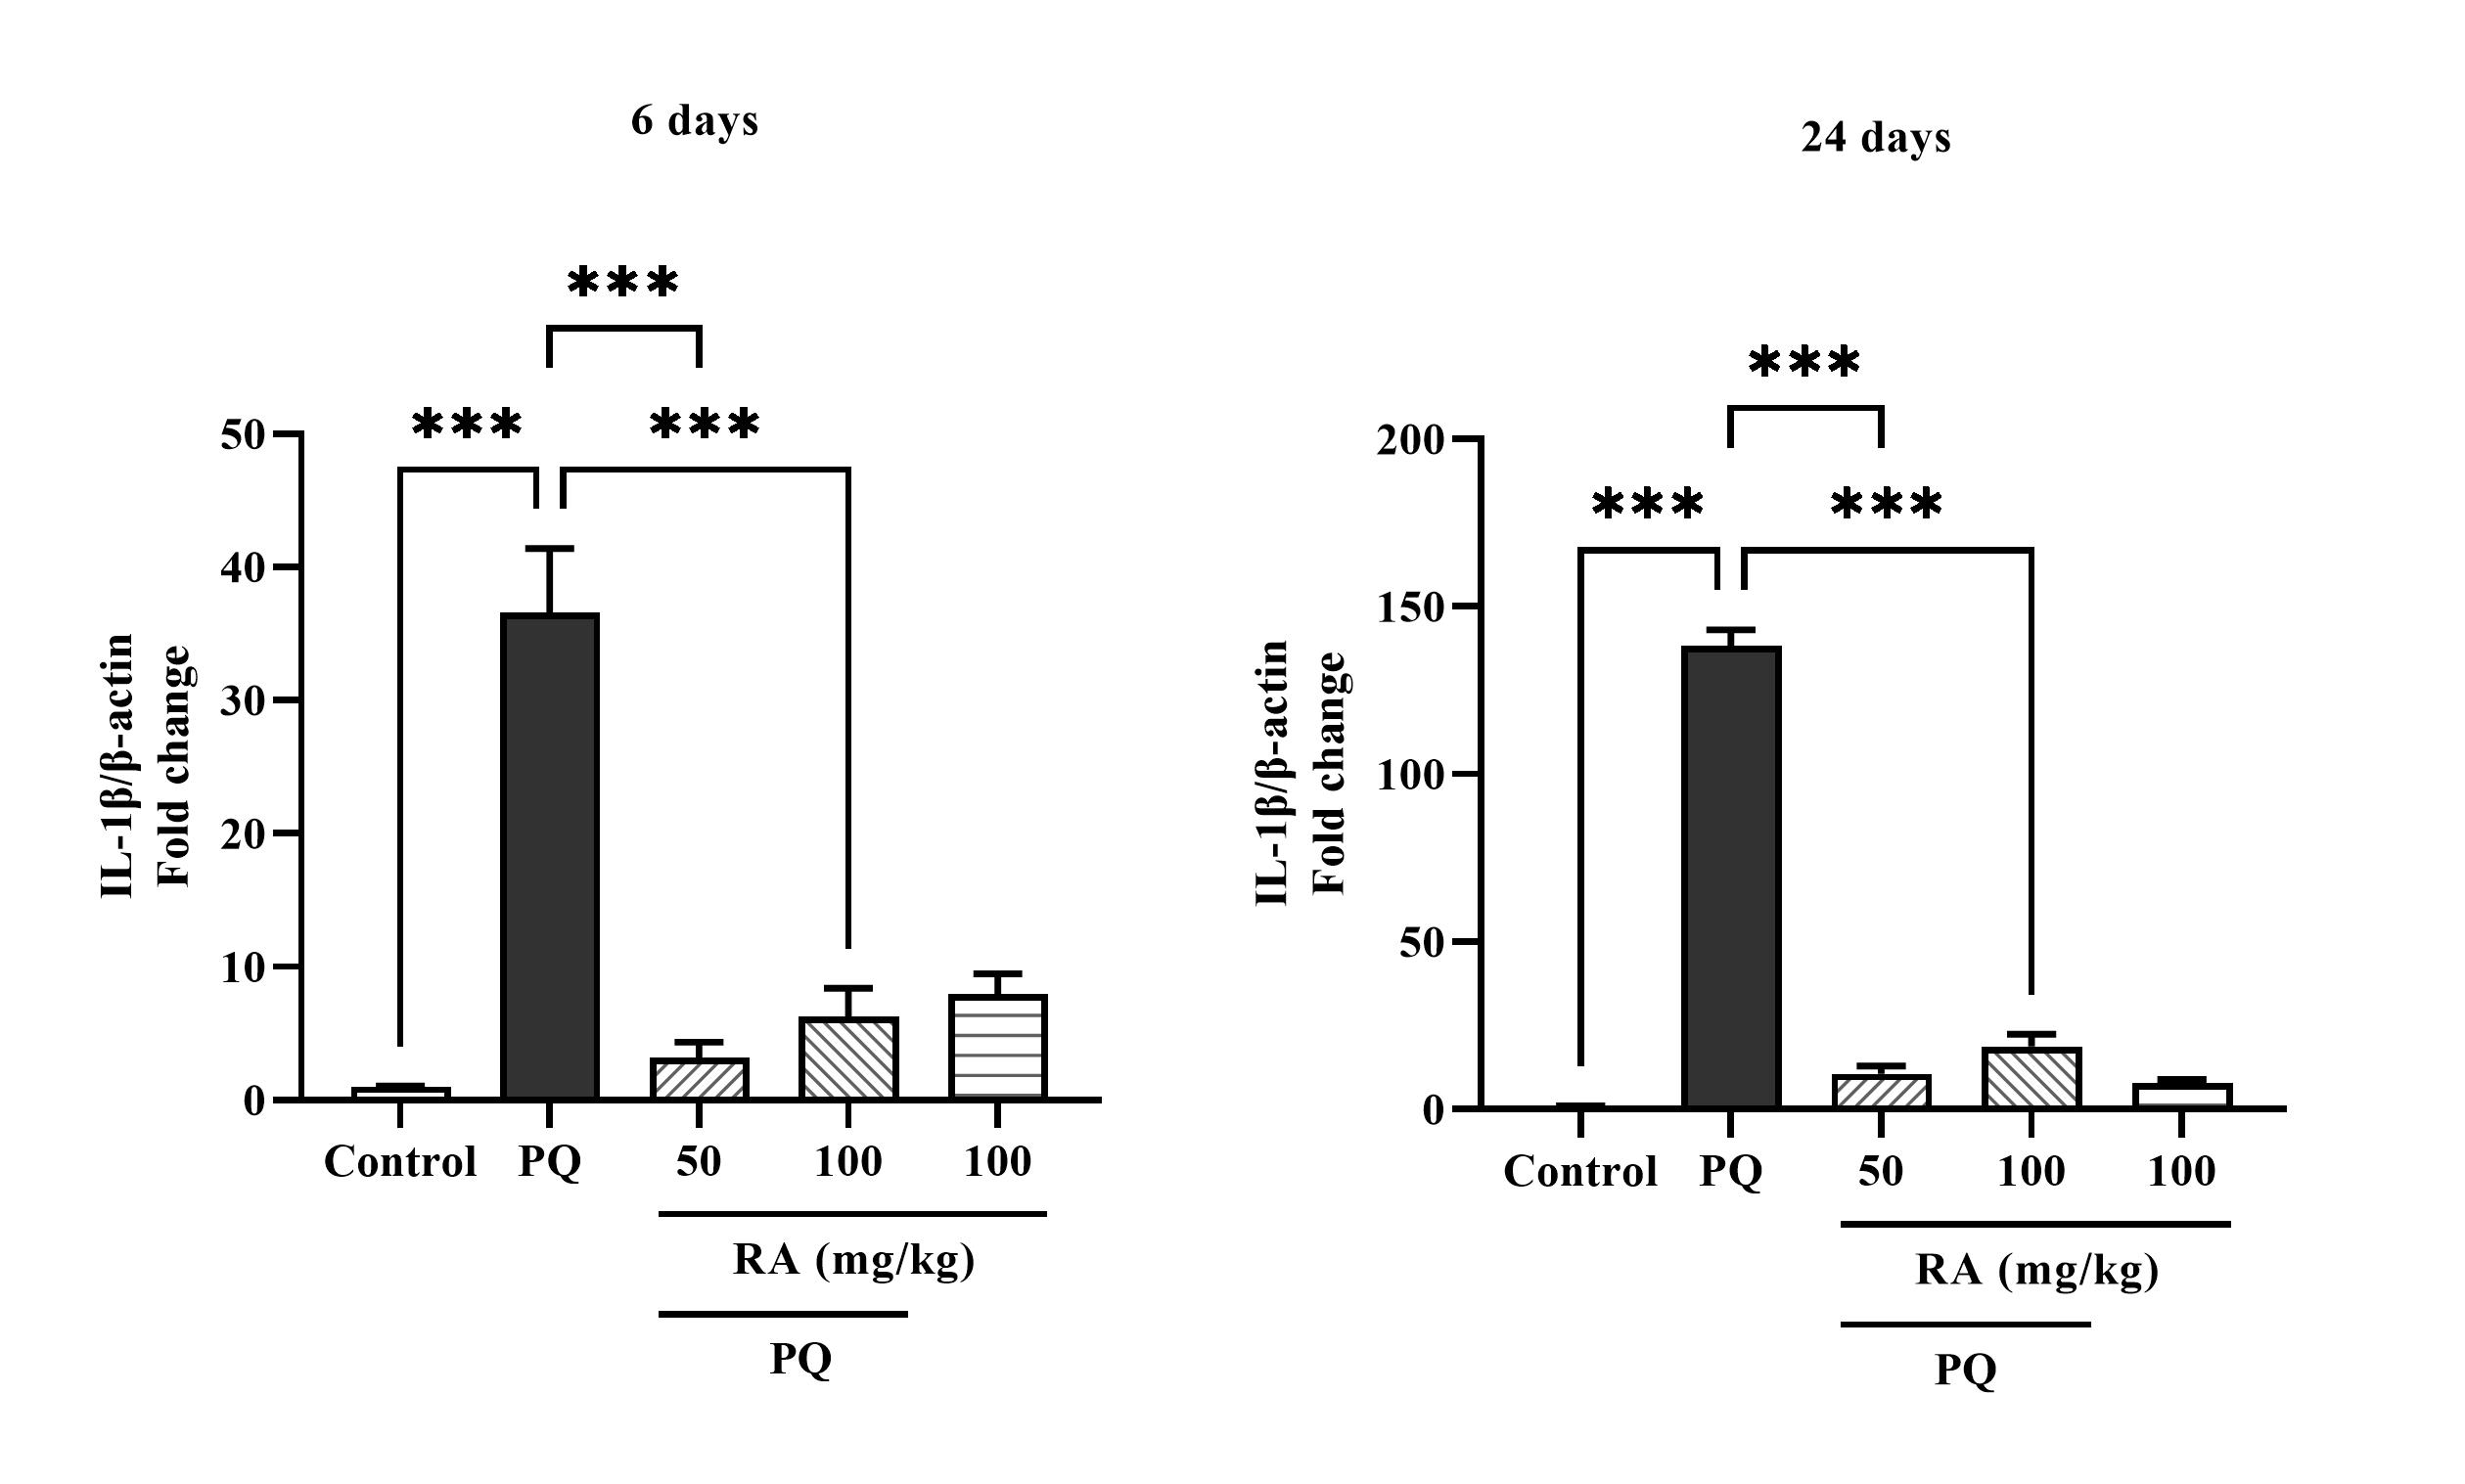 6 days
***
*** ***
50
40
30
20
10
0
IL-1β/β-actin
Fold change
Control PQ 50 100 100
RA (mg/kg)
PQ
24 days
***
*** ***
200
150
100
50
0
IL-1β/β-actin
Fold change
Control PQ 50 100 100
RA (mg/kg)
PQ